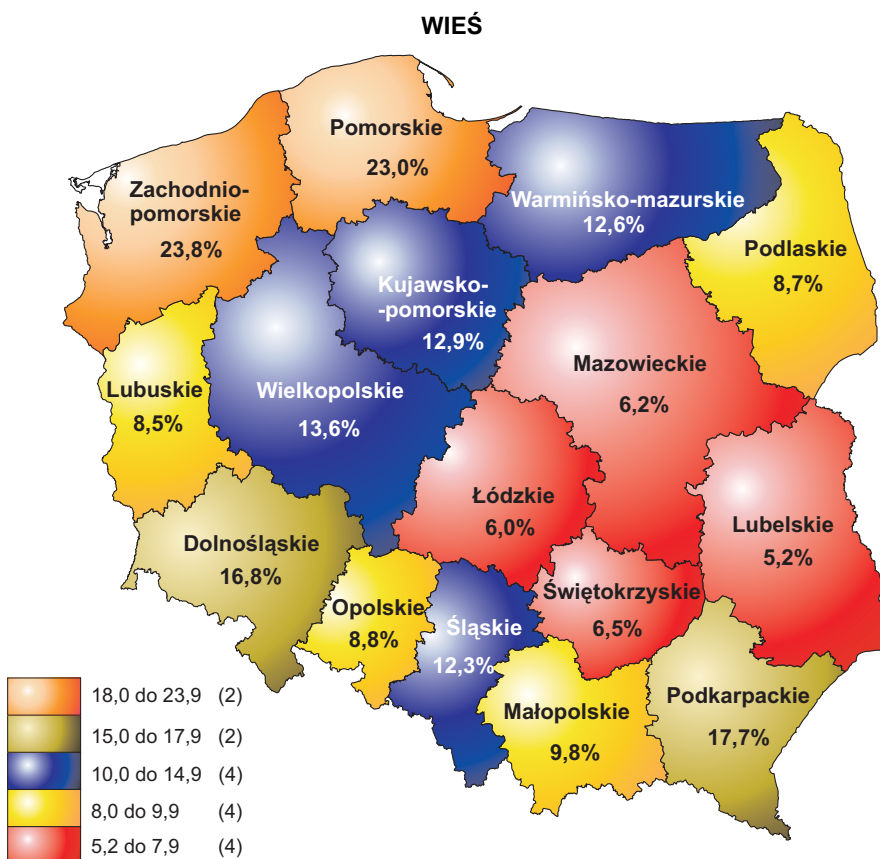 WIEŚ
Pomorskie
23,0%
Zachodnio-
pomorskie
23,8%
Warmińsko-mazurskie
12,6%
Podlaskie
8,7%
Kujawsko-
-pomorskie
12,9%
Mazowieckie
6,2%
Lubuskie
8,5%
Wielkopolskie
13,6%
Łódzkie
6,0%
Lubelskie
5,2%
Dolnośląskie
16,8%
Opolskie
8,8%
Śląskie
12,3%
Świętokrzyskie
6,5%
Małopolskie
9,8%
Podkarpackie
17,7%
18,0 do 23,9 (2)
15,0 do 17,9 (2)
10,0 do 14,9 (4)
8,0 do 9,9 (4)
5,2 do 7,9 (4)